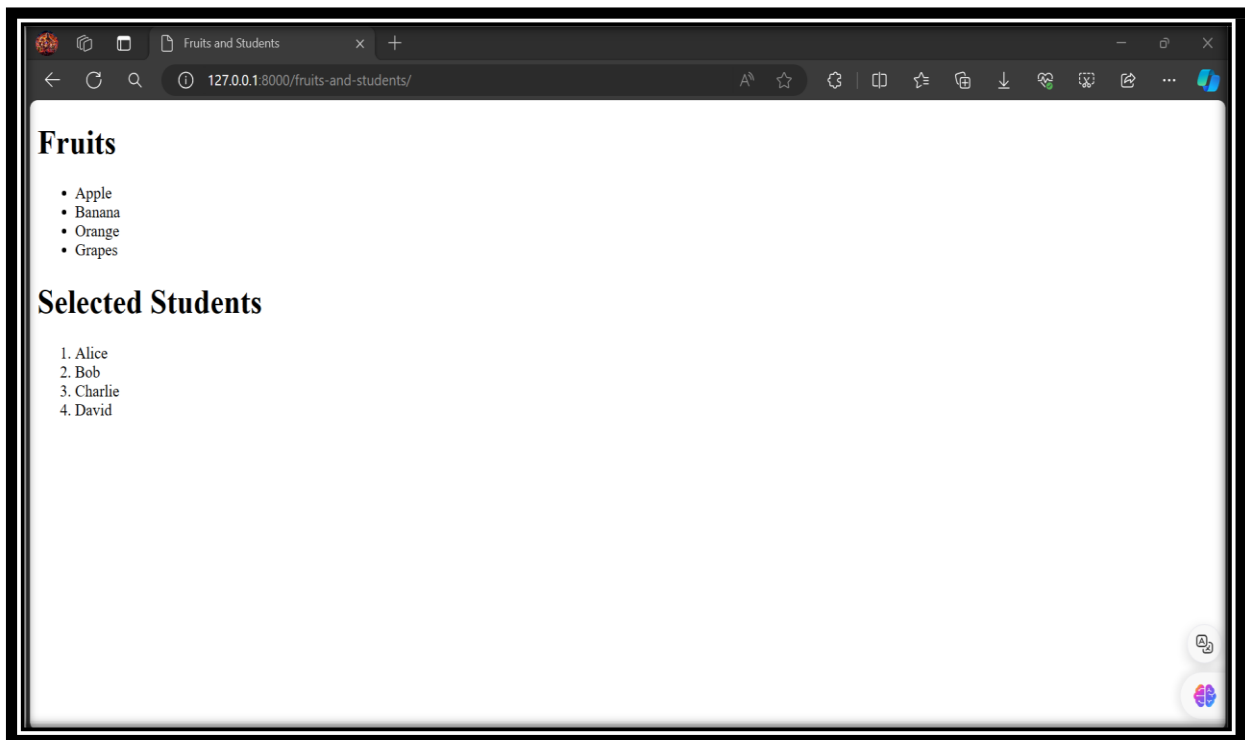 Fruits and Students
127.0.0.1:8000/fruits-and-students/
Fruits
• Apple
• Banana
• Orange
• Grapes
Selected Students
1. Alice
2. Bob
3. Charlie
4. David